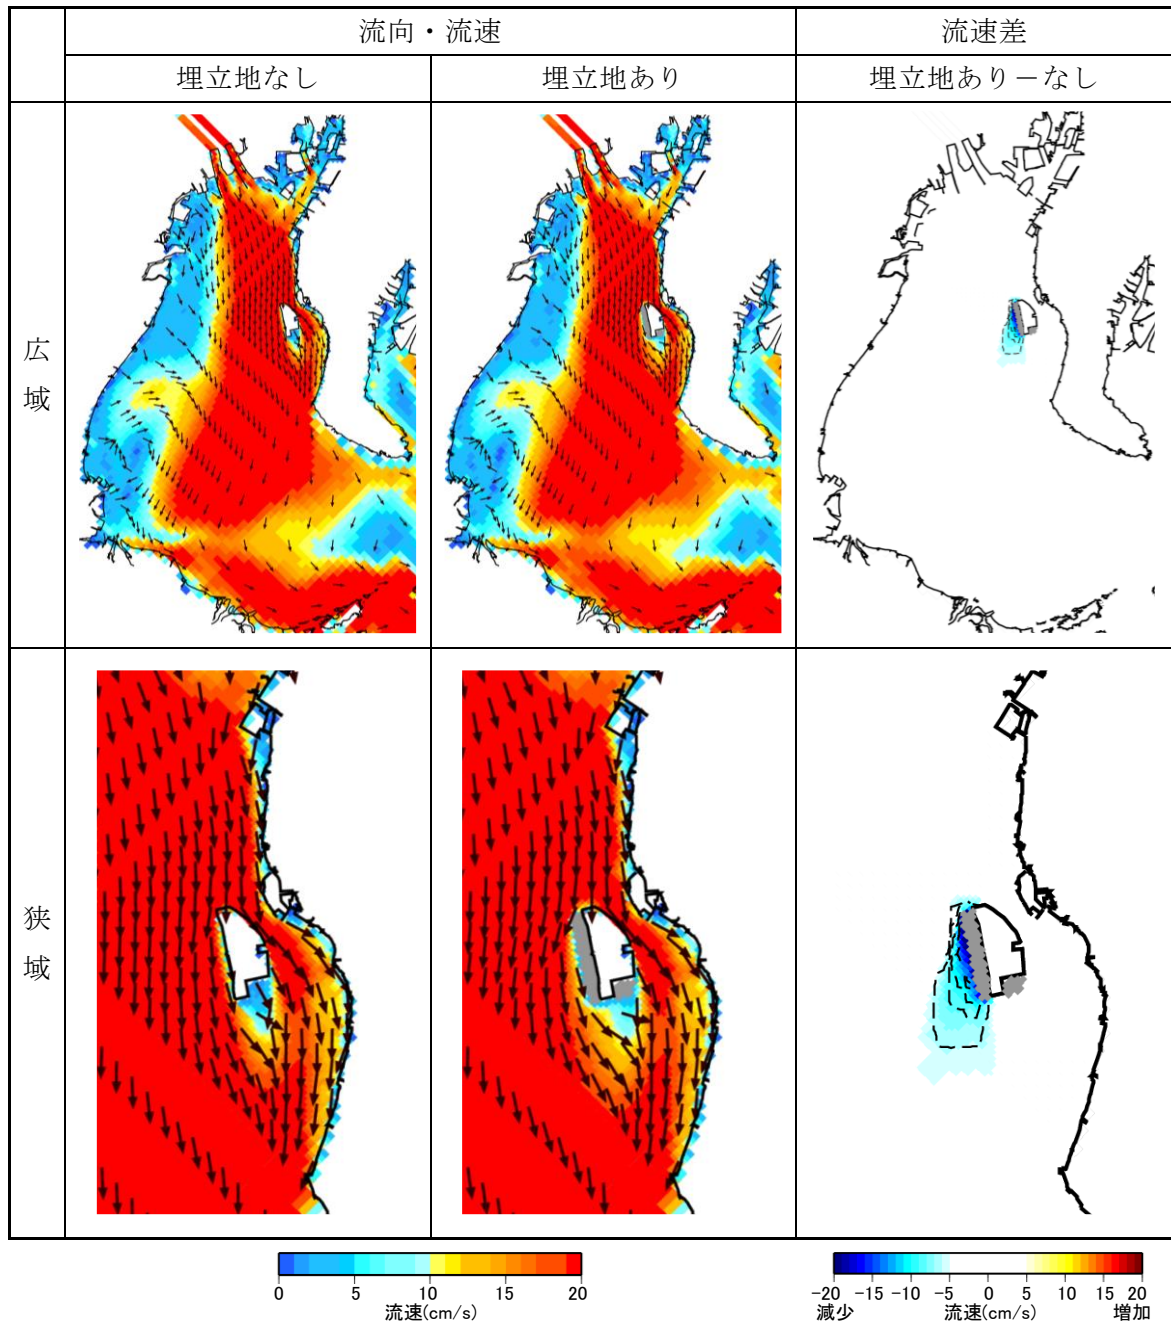 流向・流速
流速差
埋立地なし
埋立地あり
埋立地あり－なし
広域
狭域
0 5 10 15 20
流速(cm/s)
-20 -15 -10 -5 0 5 10 15 20
減少 流速(cm/s) 増加